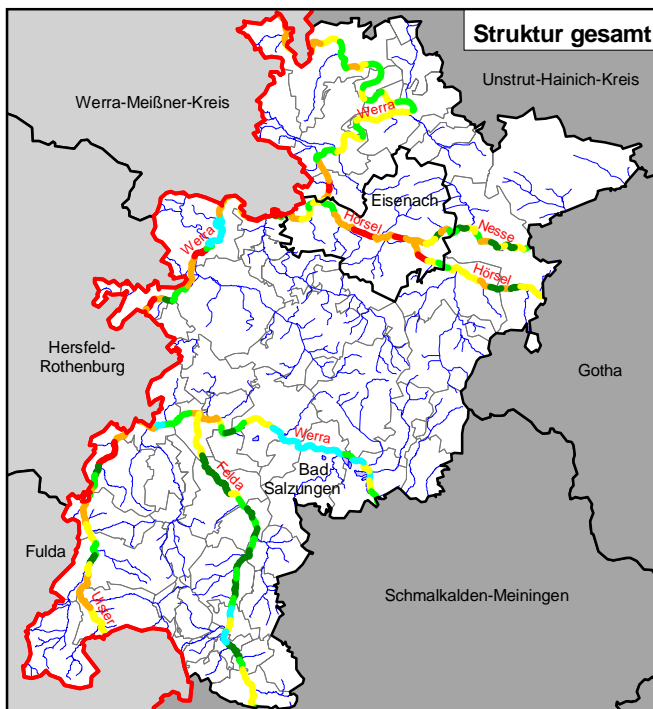 Struktur gesamt
Unstrut-Hainich-Kreis
Werra-Meißner-Kreis
Werra
Eisenach
Hörsel
Nesse
Werra
Hörsel
Hersfeld-
Rothenburg
Gotha
Werra
Bad
Salzungen
Felda
Fulda
Ulster
Schmalkalden-Meiningen